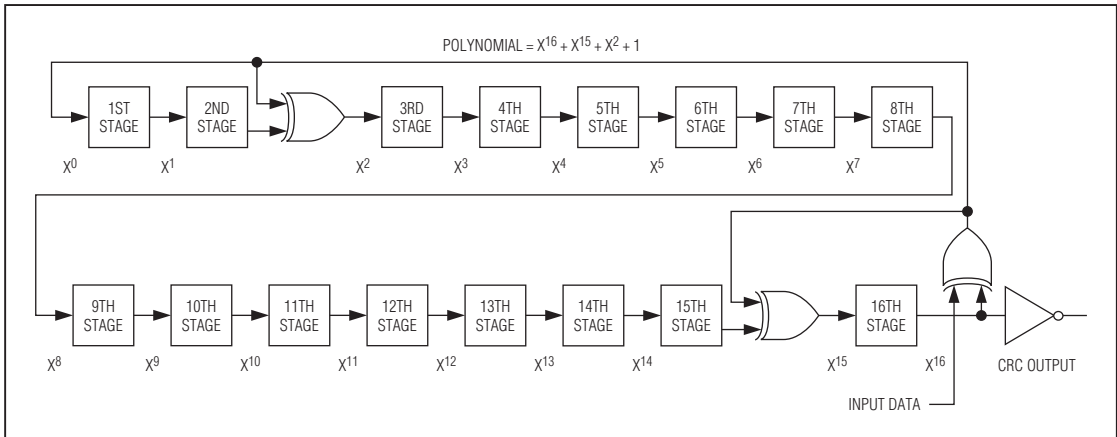 POLYNOMIAL = X¹⁶ + X¹⁵ + X² + 1
1ST
STAGE
2ND
STAGE
3RD
STAGE
4TH
STAGE
5TH
STAGE
6TH
STAGE
7TH
STAGE
8TH
STAGE
X⁰
X¹
X²
X³
X⁴
X⁵
X⁶
X⁷
9TH
STAGE
10TH
STAGE
11TH
STAGE
12TH
STAGE
13TH
STAGE
14TH
STAGE
15TH
STAGE
16TH
STAGE
X⁸
X⁹
X¹⁰
X¹¹
X¹²
X¹³
X¹⁴
X¹⁵
X¹⁶
CRC OUTPUT
INPUT DATA